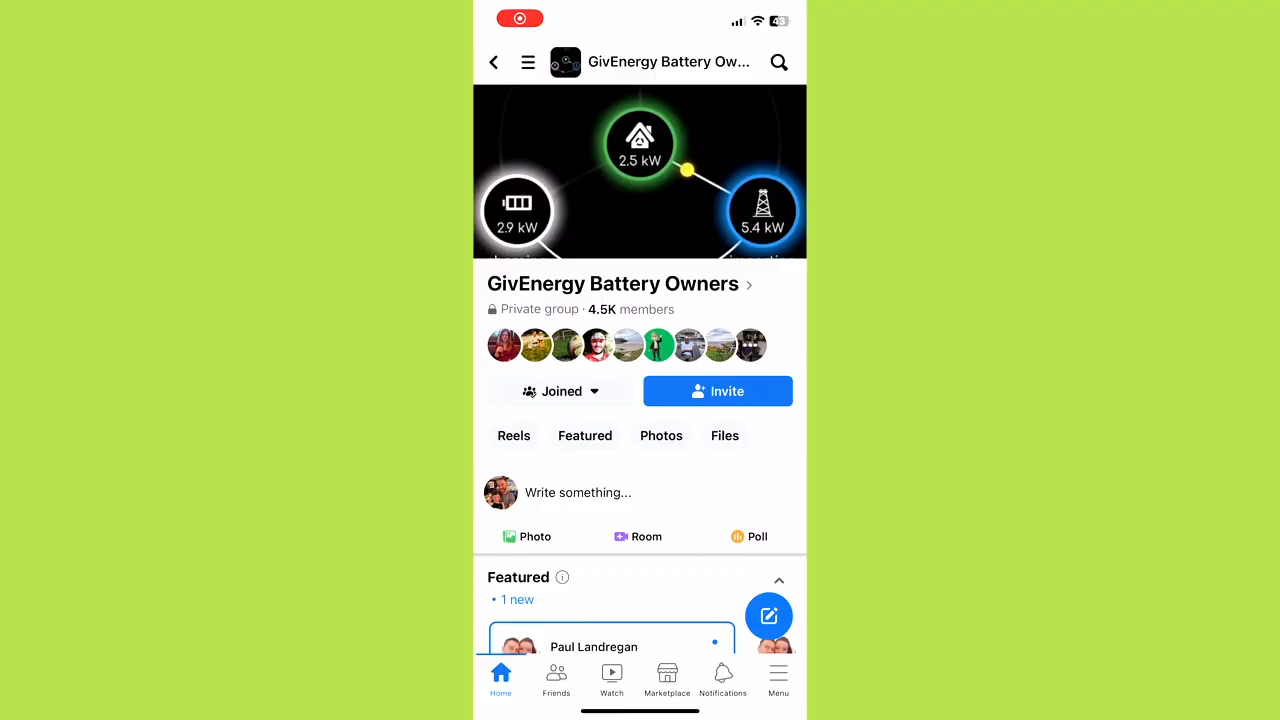 43
GivEnergy Battery Ow...
2.5 kW
2.9 kW
5.4 kW
GivEnergy Battery Owners
Private group · 4.5K members
Joined
Invite
Reels
Featured
Photos
Files
Write something...
Photo
Room
Poll
Featured
• 1 new
Paul Landregan
Home
Friends
Watch
Marketplace
Notifications
Menu